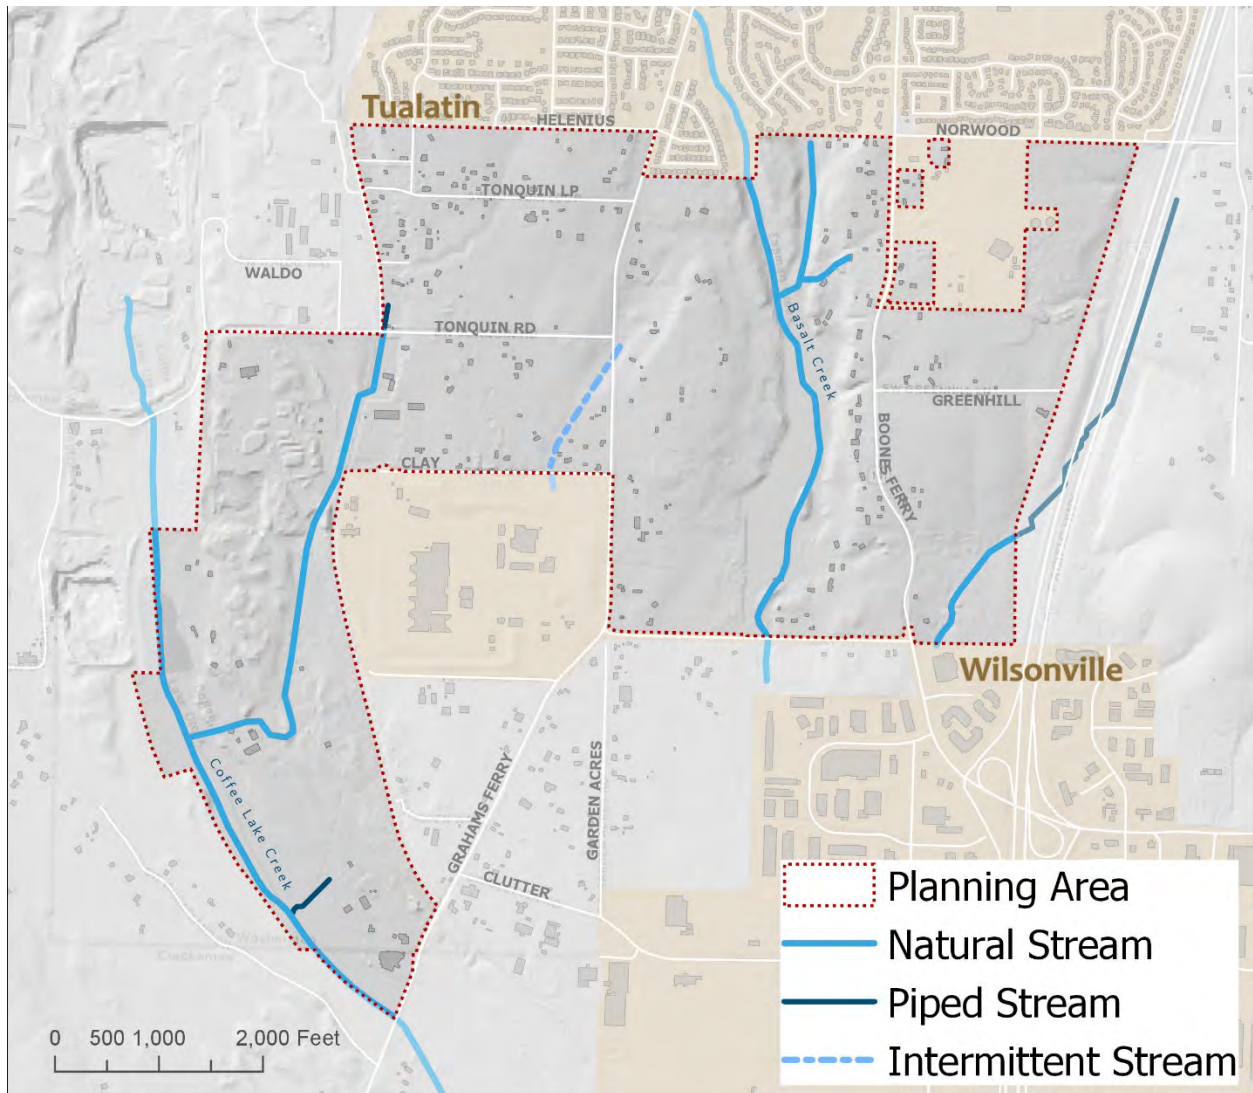 Tualatin
HELENIUS
NORWOOD
TONQUIN LP
WALDO
TONQUIN RD
Basalt Creek
GREENHILL
BOONES FERRY
CLAY
Wilsonville
Coffee Lake Creek
GRAHAMS FERRY
GARDEN ACRES
CLUTTER
Clackamas
Planning Area
Natural Stream
Piped Stream
Intermittent Stream
0 500 1,000 2,000 Feet